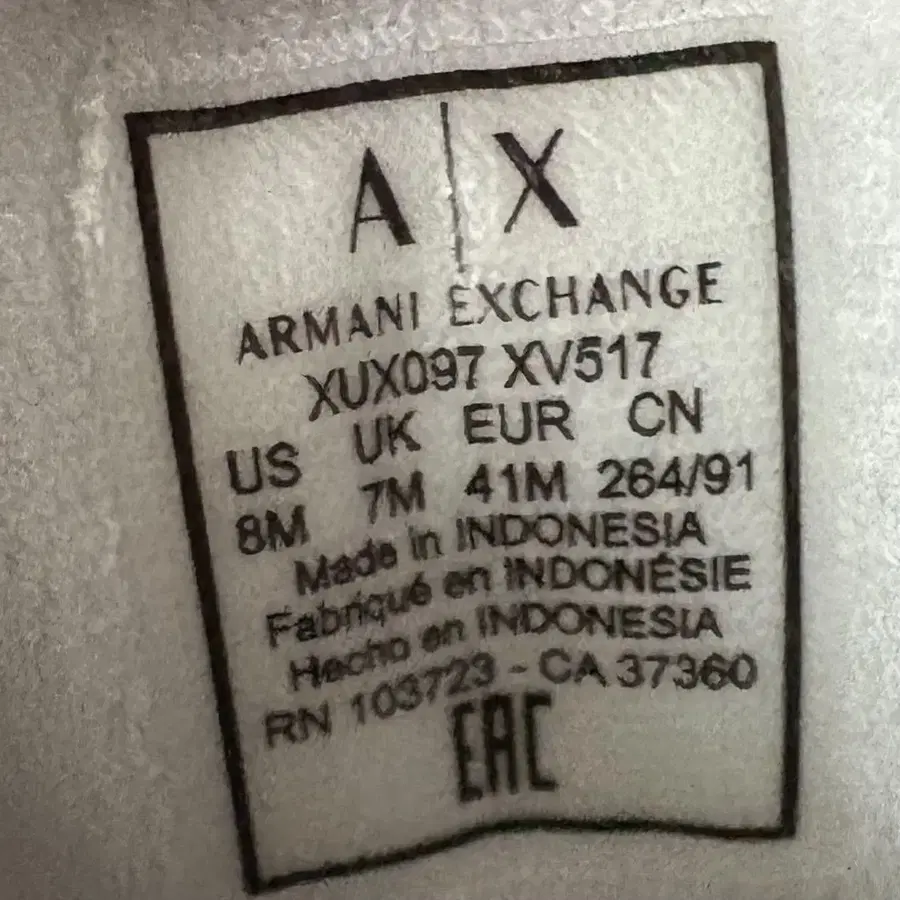 A|X
ARMANI EXCHANGE
XUX097 XV517
US UK EUR CN
8M 7M 41M 264/91
Made in INDONESIA
Fabriqué en INDONÉSIE
Hecho en INDONESIA
RN 103723 - CA 37360
EAC